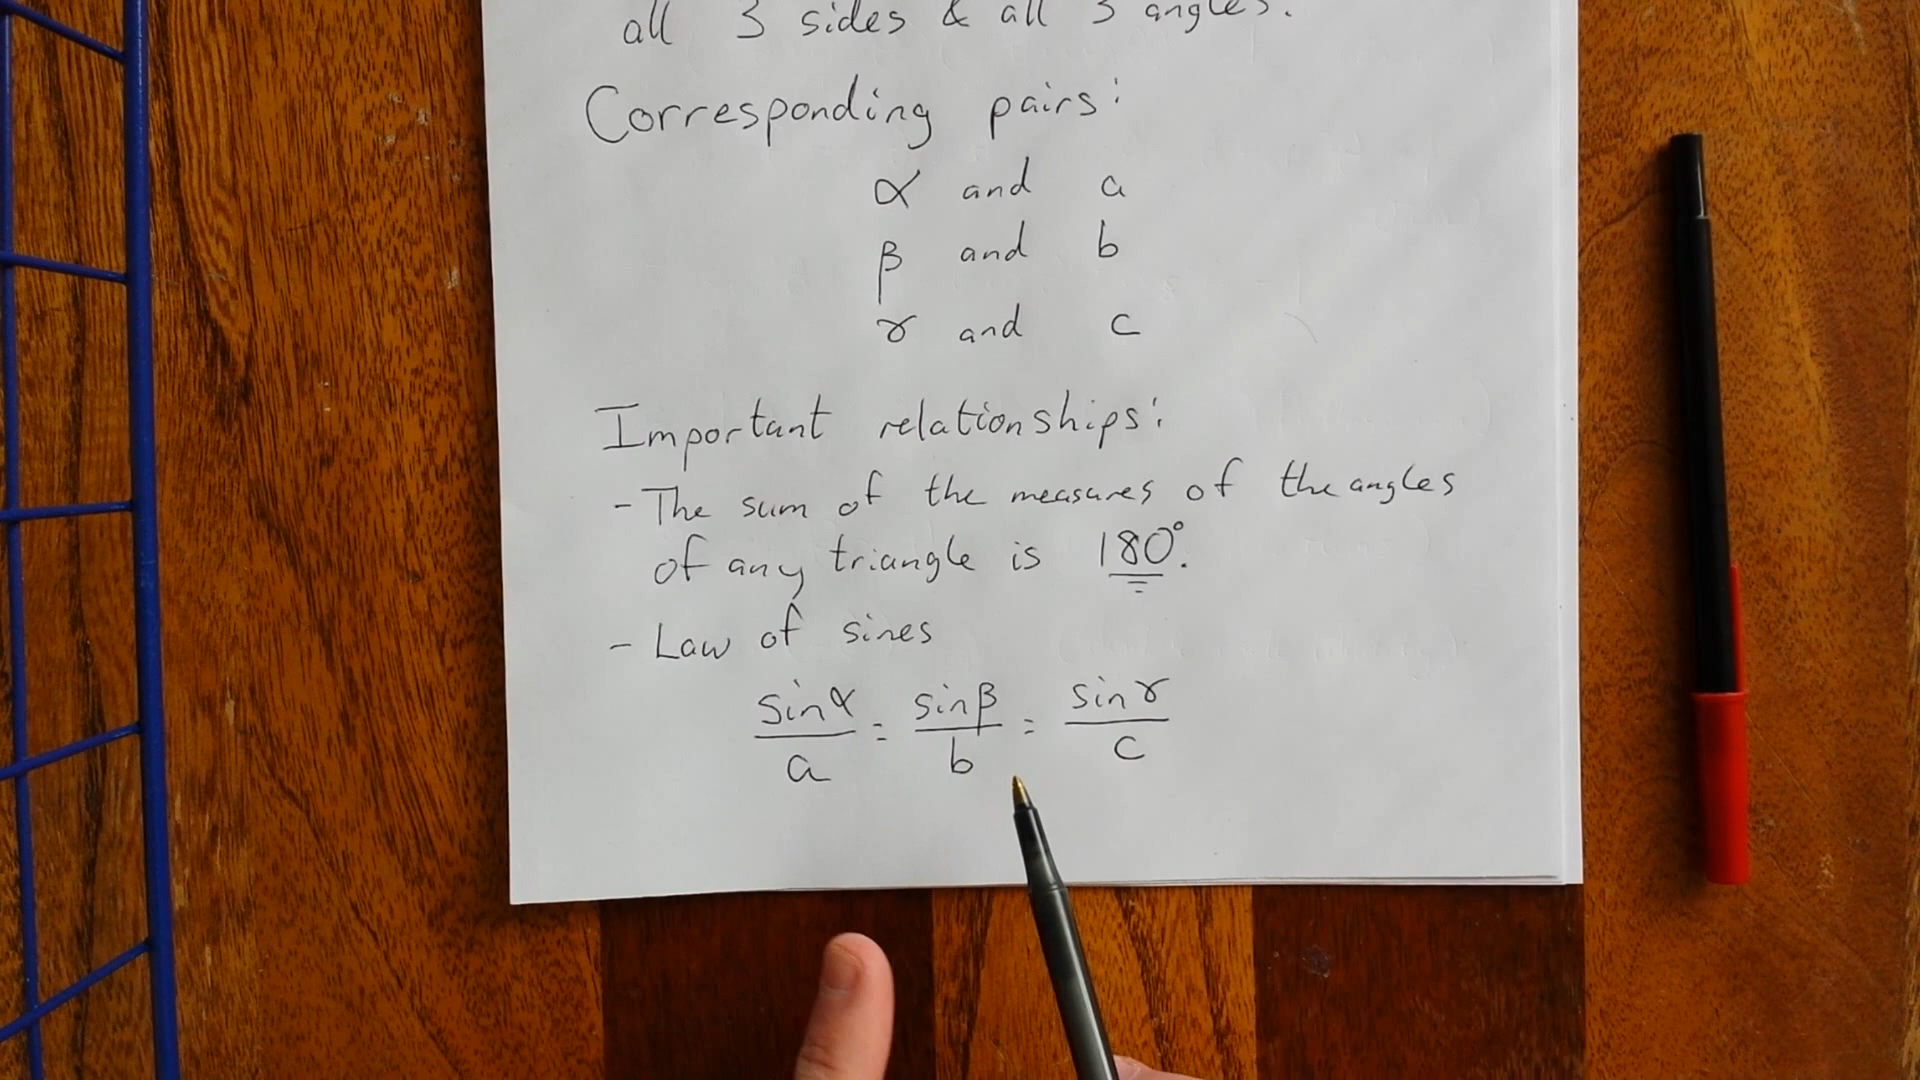 all 3 sides & all 3 angles.
Corresponding pairs:
α and a
β and b
γ and c
Important relationships:
- The sum of the measures of the angles
of any triangle is 180°.
- Law of sines
sinα/a = sinβ/b = sinγ/c